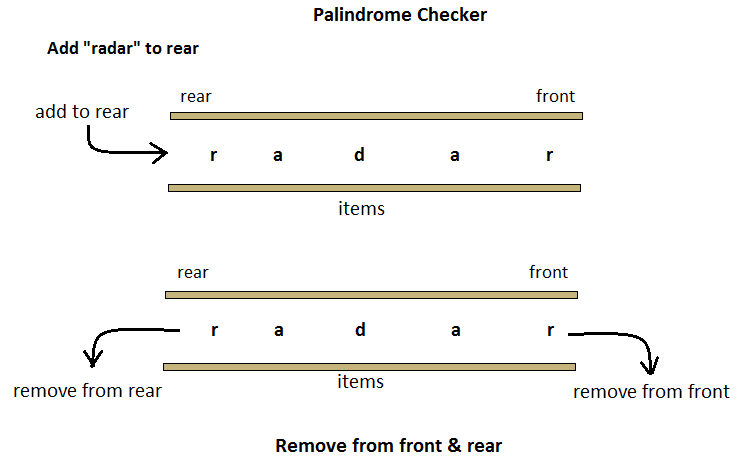 Palindrome Checker
Add "radar" to rear
rear front
add to rear
r a d a r
items
rear front
r a d a r
remove from rear items remove from front
Remove from front & rear